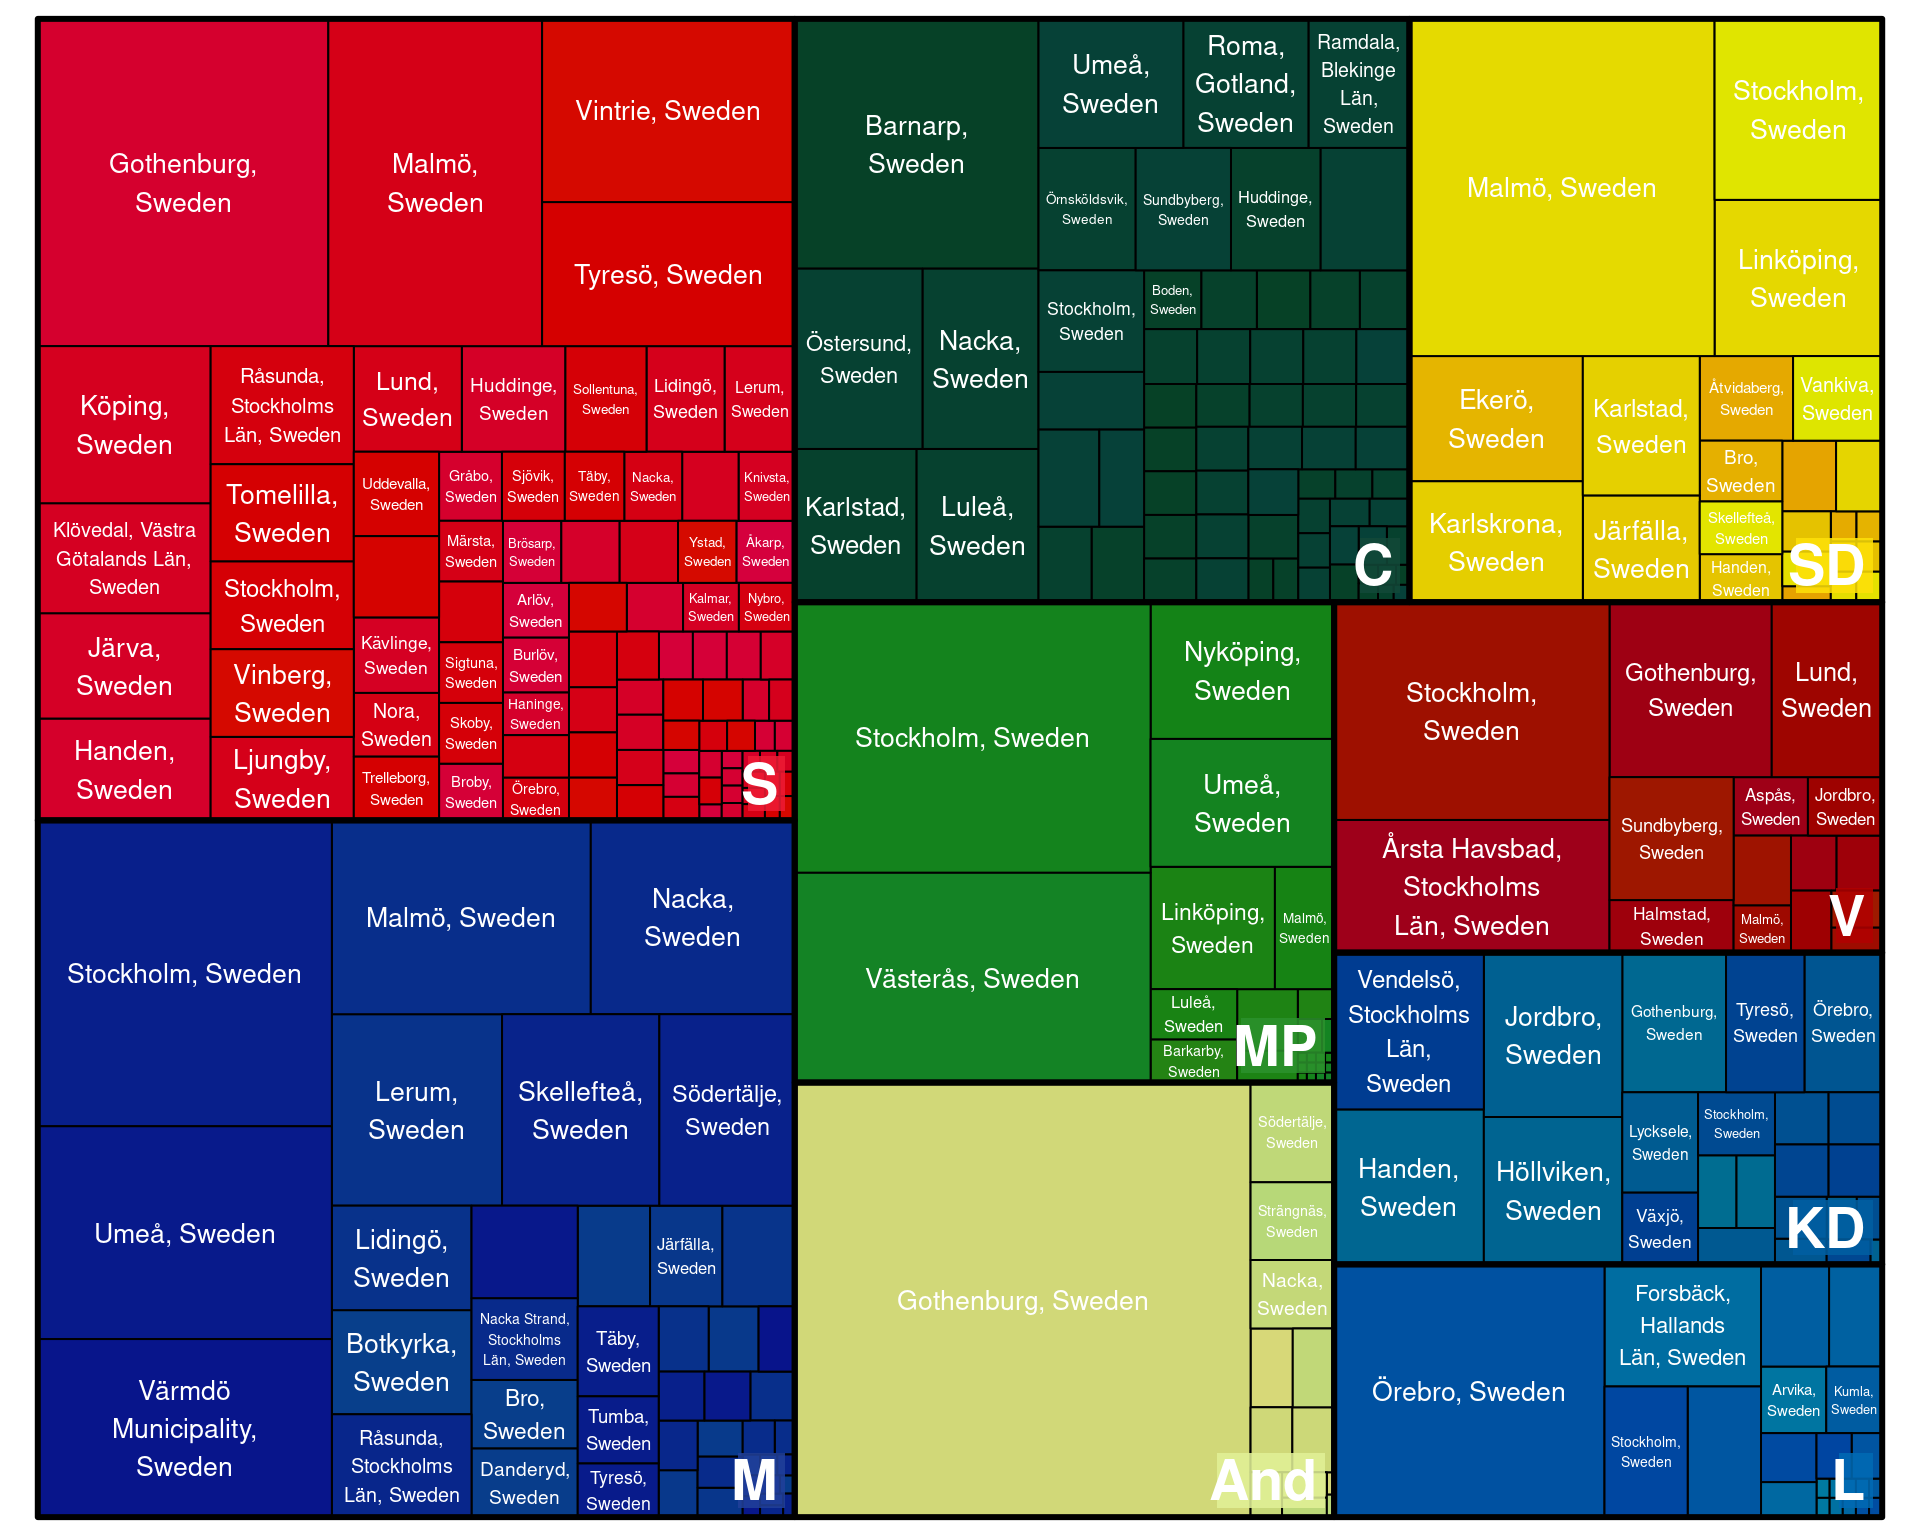 Gothenburg,
Sweden
Malmö,
Sweden
Vintrie, Sweden
Tyresö, Sweden
Köping,
Sweden
Råsunda,
Stockholms
Län, Sweden
Lund,
Sweden
Huddinge,
Sweden
Sollentuna,
Sweden
Lidingö,
Sweden
Lerum,
Sweden
Tomelilla,
Sweden
Uddevalla,
Sweden
Gråbo,
Sweden
Sjövik,
Sweden
Täby,
Sweden
Nacka,
Sweden
Knivsta,
Sweden
Klövedal, Västra
Götalands Län,
Sweden
Stockholm,
Sweden
Märsta,
Sweden
Brösarp,
Sweden
Ystad,
Sweden
Åkarp,
Sweden
Arlöv,
Sweden
Kalmar,
Sweden
Nybro,
Sweden
Järva,
Sweden
Vinberg,
Sweden
Kävlinge,
Sweden
Sigtuna,
Sweden
Burlöv,
Sweden
Nora,
Sweden
Skoby,
Sweden
Haninge,
Sweden
Handen,
Sweden
Ljungby,
Sweden
Trelleborg,
Sweden
Broby,
Sweden
Örebro,
Sweden
S
Barnarp,
Sweden
Umeå,
Sweden
Roma,
Gotland,
Sweden
Ramdala,
Blekinge
Län,
Sweden
Örnsköldsvik,
Sweden
Sundbyberg,
Sweden
Huddinge,
Sweden
Östersund,
Sweden
Nacka,
Sweden
Stockholm,
Sweden
Boden,
Sweden
Karlstad,
Sweden
Luleå,
Sweden
C
Malmö, Sweden
Stockholm,
Sweden
Linköping,
Sweden
Ekerö,
Sweden
Karlstad,
Sweden
Åtvidaberg,
Sweden
Vankiva,
Sweden
Bro,
Sweden
Karlskrona,
Sweden
Järfälla,
Sweden
Skellefteå,
Sweden
Handen,
Sweden
SD
Stockholm, Sweden
Nyköping,
Sweden
Umeå,
Sweden
Västerås, Sweden
Linköping,
Sweden
Malmö,
Sweden
Luleå,
Sweden
Barkarby,
Sweden
MP
Stockholm,
Sweden
Gothenburg,
Sweden
Lund,
Sweden
Årsta Havsbad,
Stockholms
Län, Sweden
Sundbyberg,
Sweden
Aspås,
Sweden
Jordbro,
Sweden
Halmstad,
Sweden
Malmö,
Sweden
V
Stockholm, Sweden
Malmö, Sweden
Nacka,
Sweden
Umeå, Sweden
Lerum,
Sweden
Skellefteå,
Sweden
Södertälje,
Sweden
Värmdö
Municipality,
Sweden
Lidingö,
Sweden
Järfälla,
Sweden
Botkyrka,
Sweden
Nacka Strand,
Stockholms
Län, Sweden
Täby,
Sweden
Bro,
Sweden
Tumba,
Sweden
Råsunda,
Stockholms
Län, Sweden
Danderyd,
Sweden
Tyresö,
Sweden
M
Gothenburg, Sweden
Södertälje,
Sweden
Strängnäs,
Sweden
Nacka,
Sweden
And
Vendelsö,
Stockholms
Län,
Sweden
Jordbro,
Sweden
Gothenburg,
Sweden
Tyresö,
Sweden
Örebro,
Sweden
Handen,
Sweden
Höllviken,
Sweden
Lycksele,
Sweden
Stockholm,
Sweden
Växjö,
Sweden
KD
Örebro, Sweden
Forsbäck,
Hallands
Län, Sweden
Stockholm,
Sweden
Arvika,
Sweden
Kumla,
Sweden
L